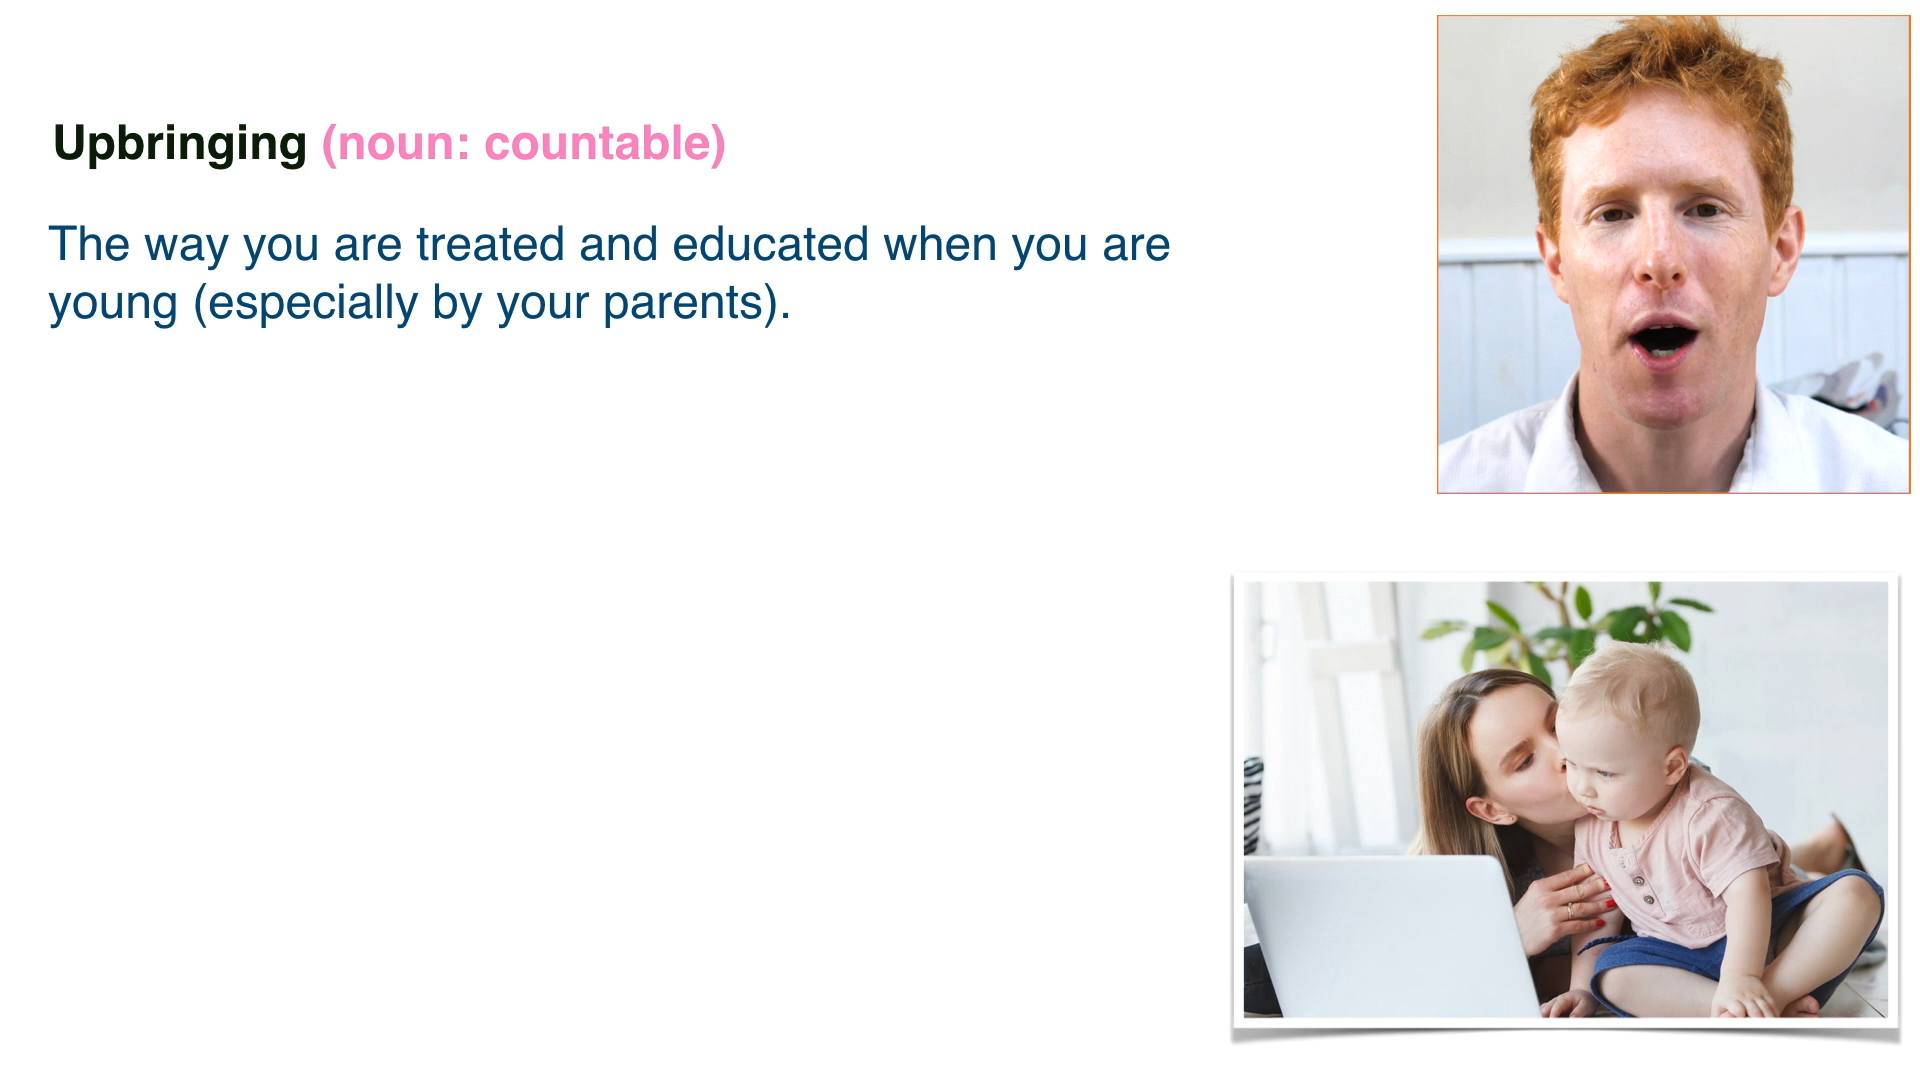 Upbringing (noun: countable)
The way you are treated and educated when you are
young (especially by your parents).